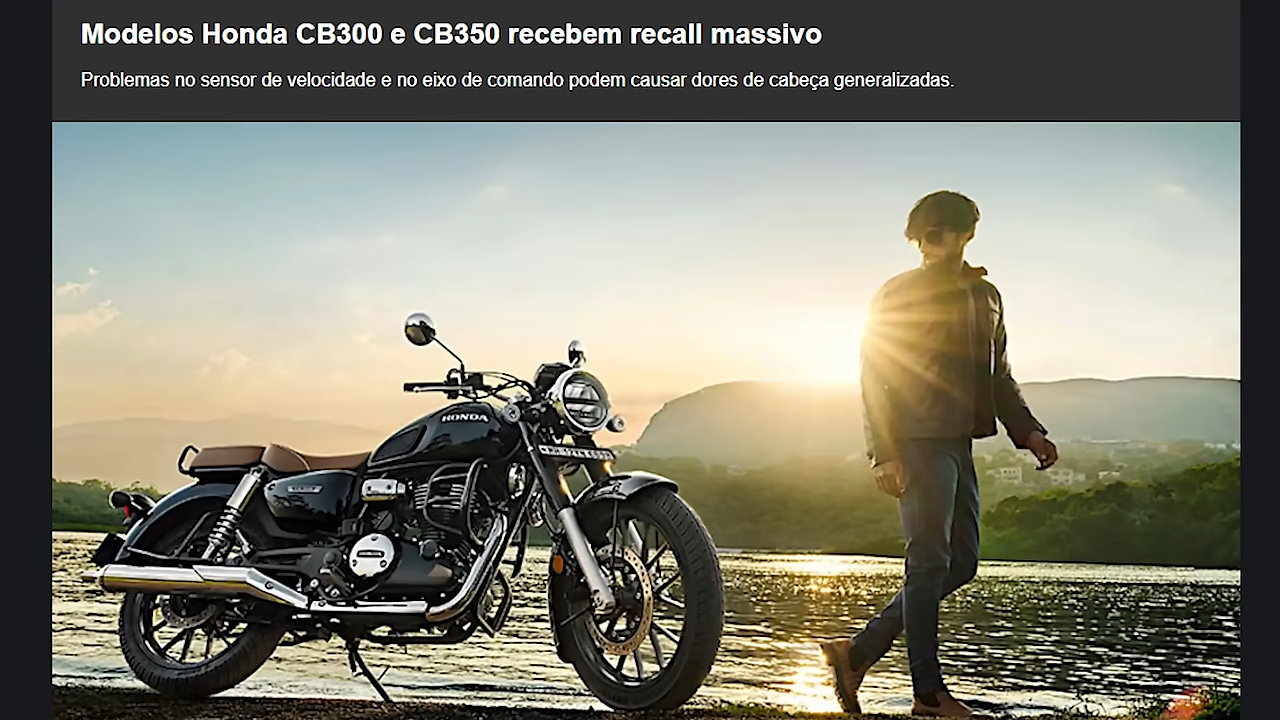 Modelos Honda CB300 e CB350 recebem recall massivo
Problemas no sensor de velocidade e no eixo de comando podem causar dores de cabeça generalizadas.
HONDA